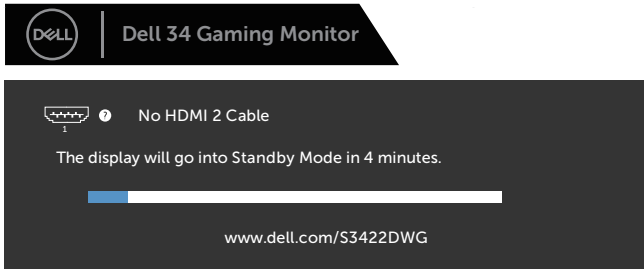 DELL
Dell 34 Gaming Monitor
? No HDMI 2 Cable
1
The display will go into Standby Mode in 4 minutes.
www.dell.com/S3422DWG